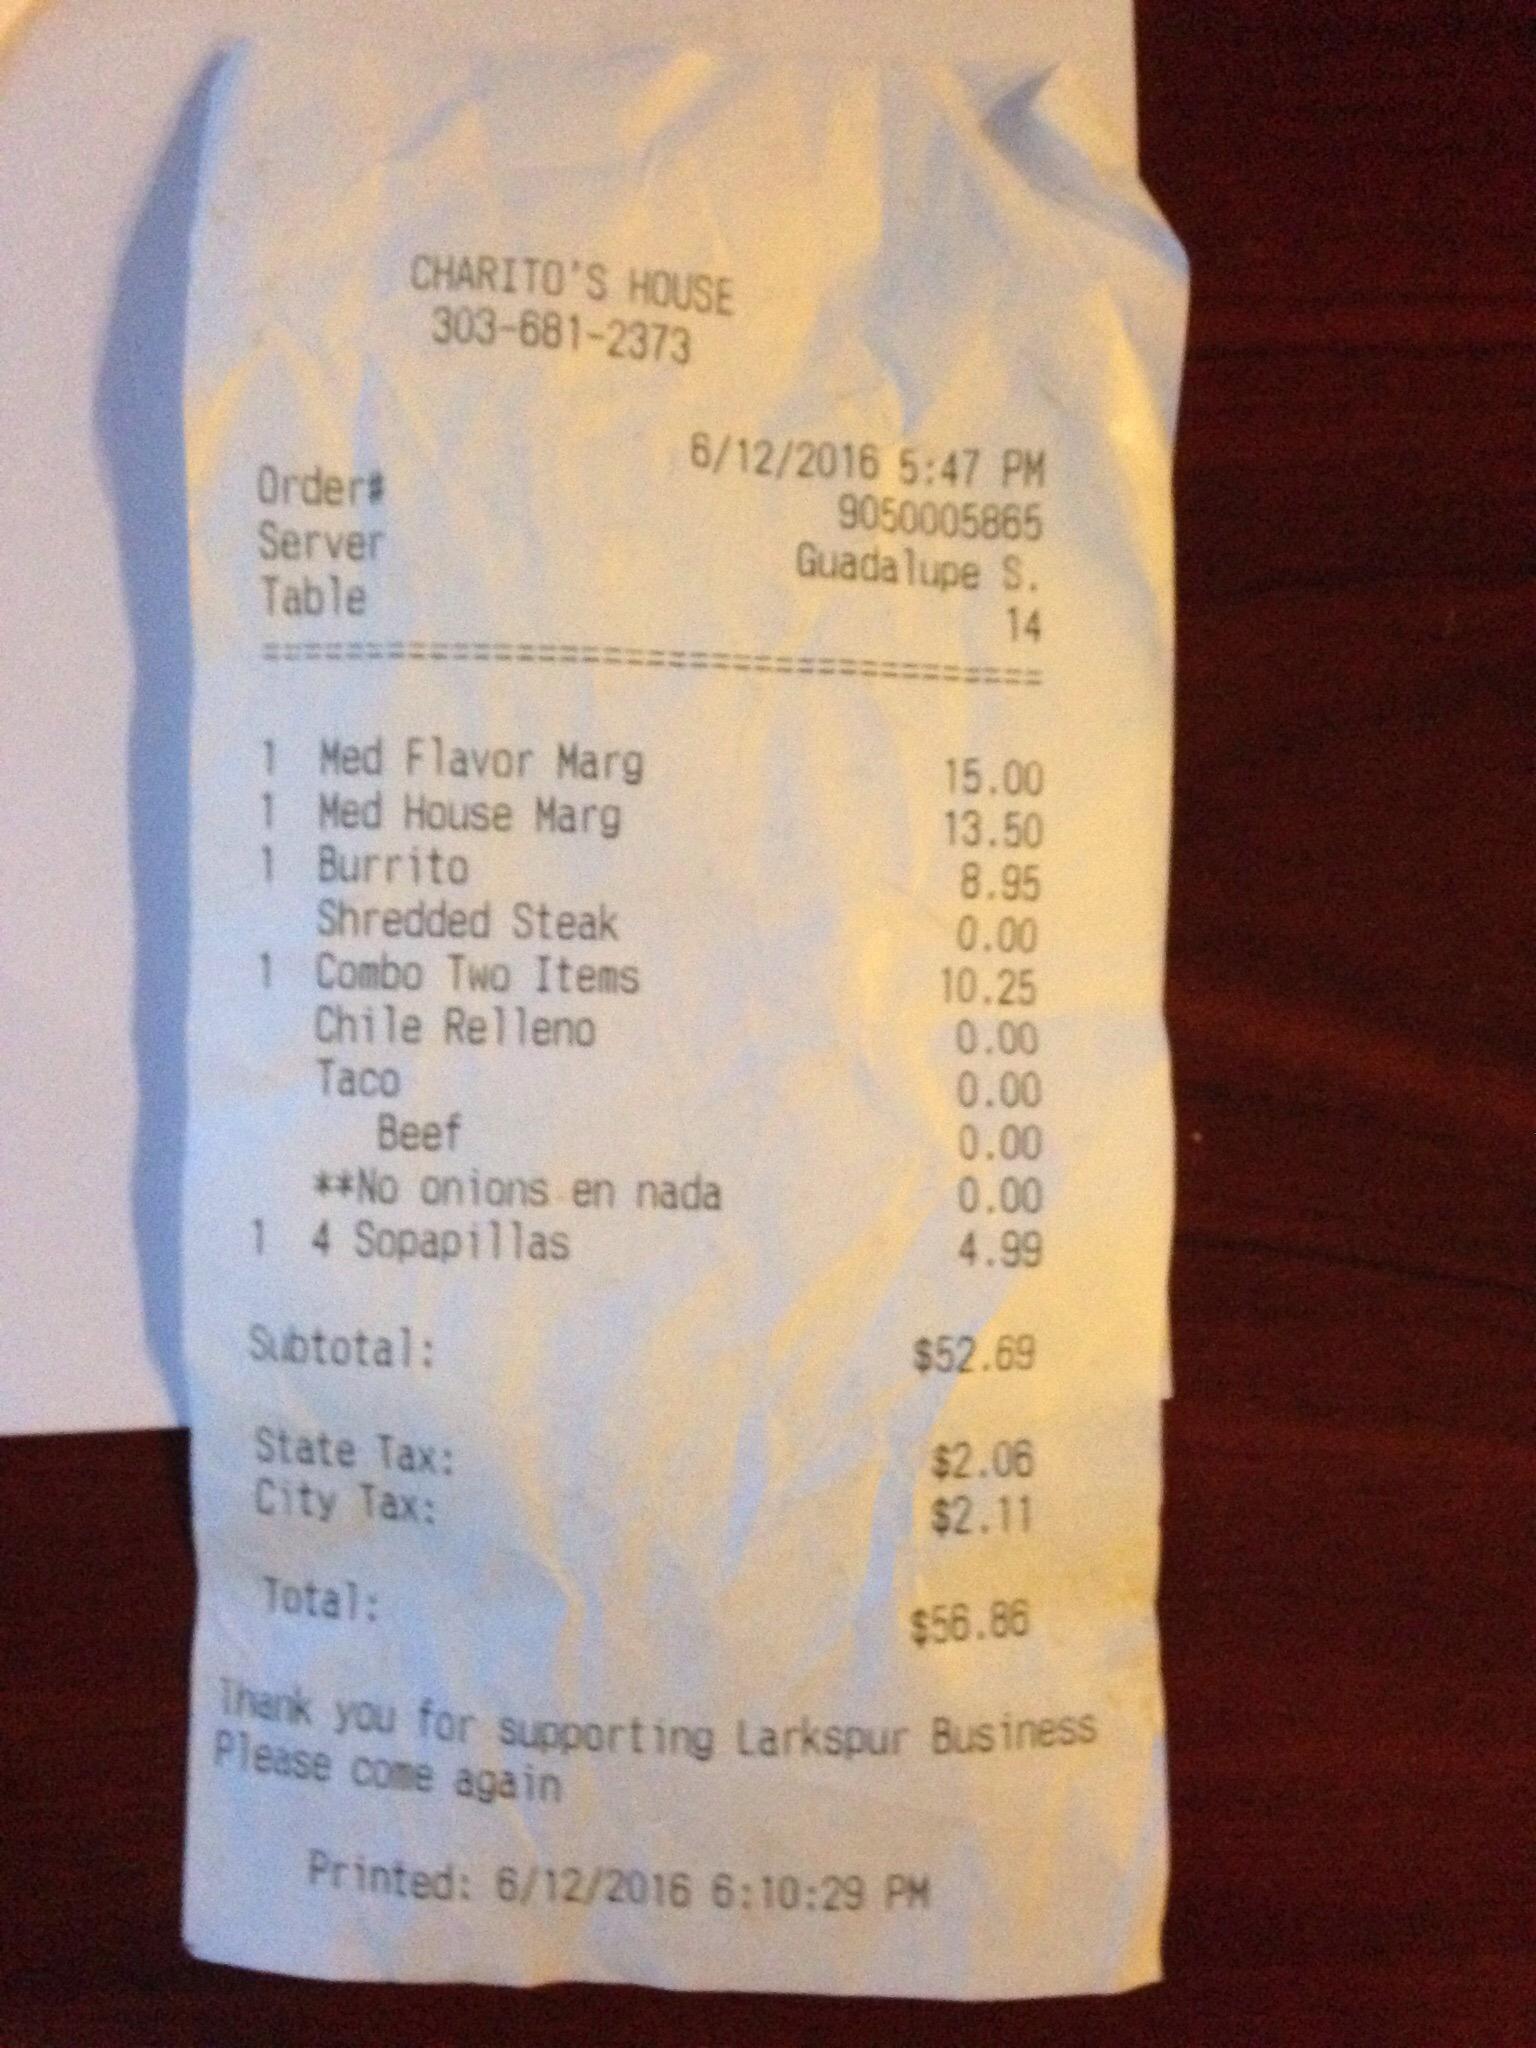 CHARITO'S HOUSE
303-681-2373
6/12/2016 5:47 PM
Order# 9050005865
Server Guadalupe S.
Table 14
=====================================
1 Med Flavor Marg 15.00
1 Med House Marg 13.50
1 Burrito 8.95
Shredded Steak 0.00
1 Combo Two Items 10.25
Chile Relleno 0.00
Taco 0.00
Beef 0.00
**No onions en nada 0.00
1 4 Sopapillas 4.99
Subtotal: $52.69
State Tax: $2.06
City Tax: $2.11
Total: $56.86
Thank you for supporting Larkspur Business
Please come again
Printed: 6/12/2016 6:10:29 PM